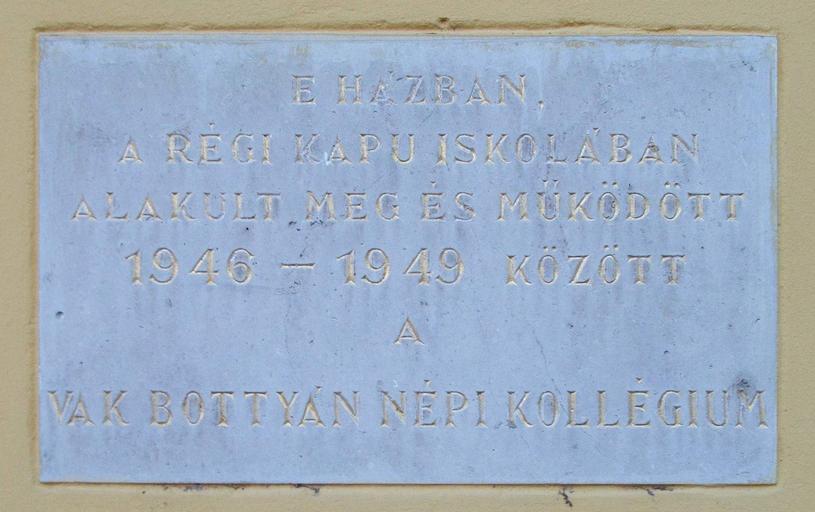 E HÁZBAN,
A RÉGI KAPU ISKOLÁBAN
ALAKULT MEG ÉS MŰKÖDÖTT
1946 – 1949 KÖZÖTT
A
VAK BOTTYÁN NÉPI KOLLÉGIUM